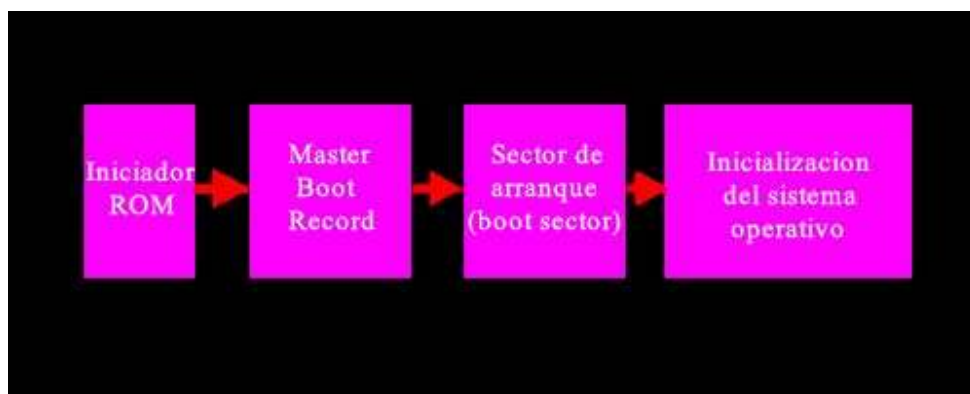 Iniciador
ROM
Master
Boot
Record
Sector de
arranque
(boot sector)
Inicializacion
del sistema
operativo